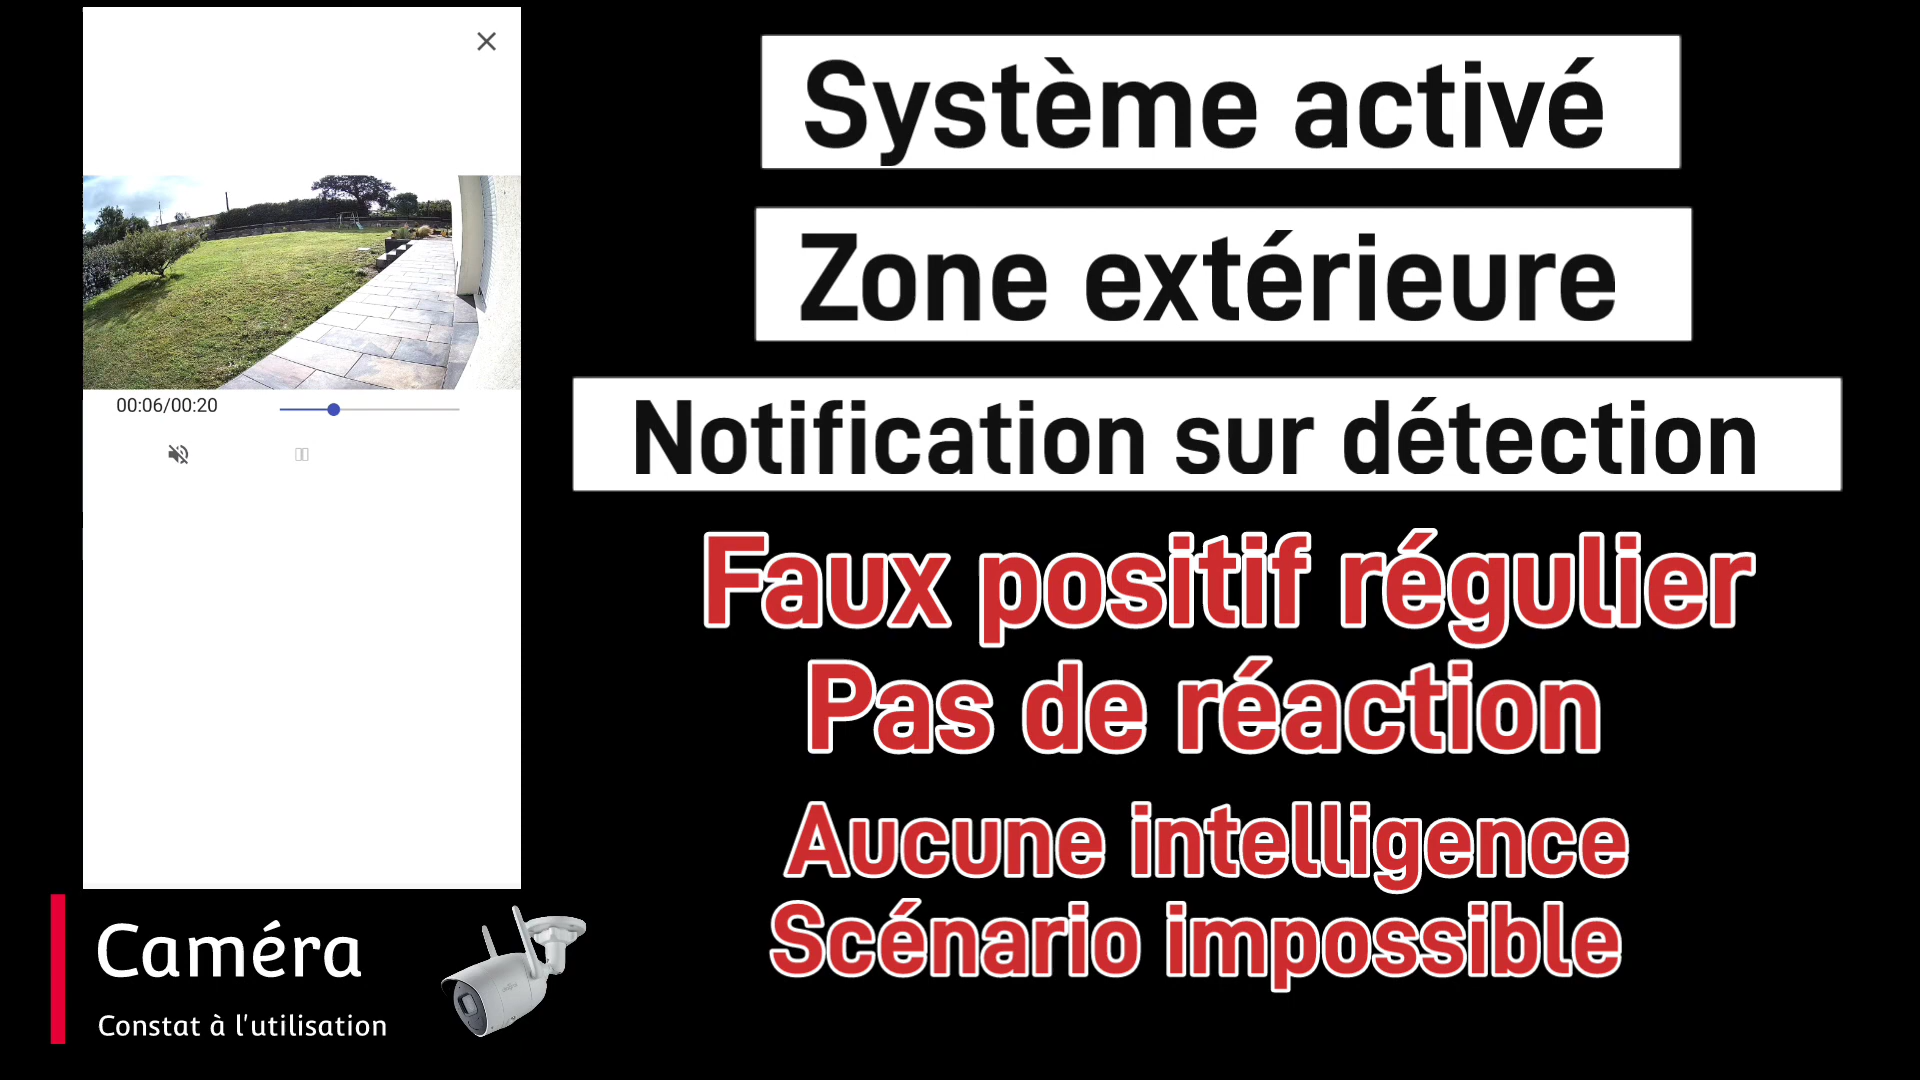 Système activé
Zone extérieure
Notification sur détection
00:06/00:20
Faux positif régulier
Pas de réaction
Aucune intelligence
Scénario impossible
Caméra
Constat à l'utilisation